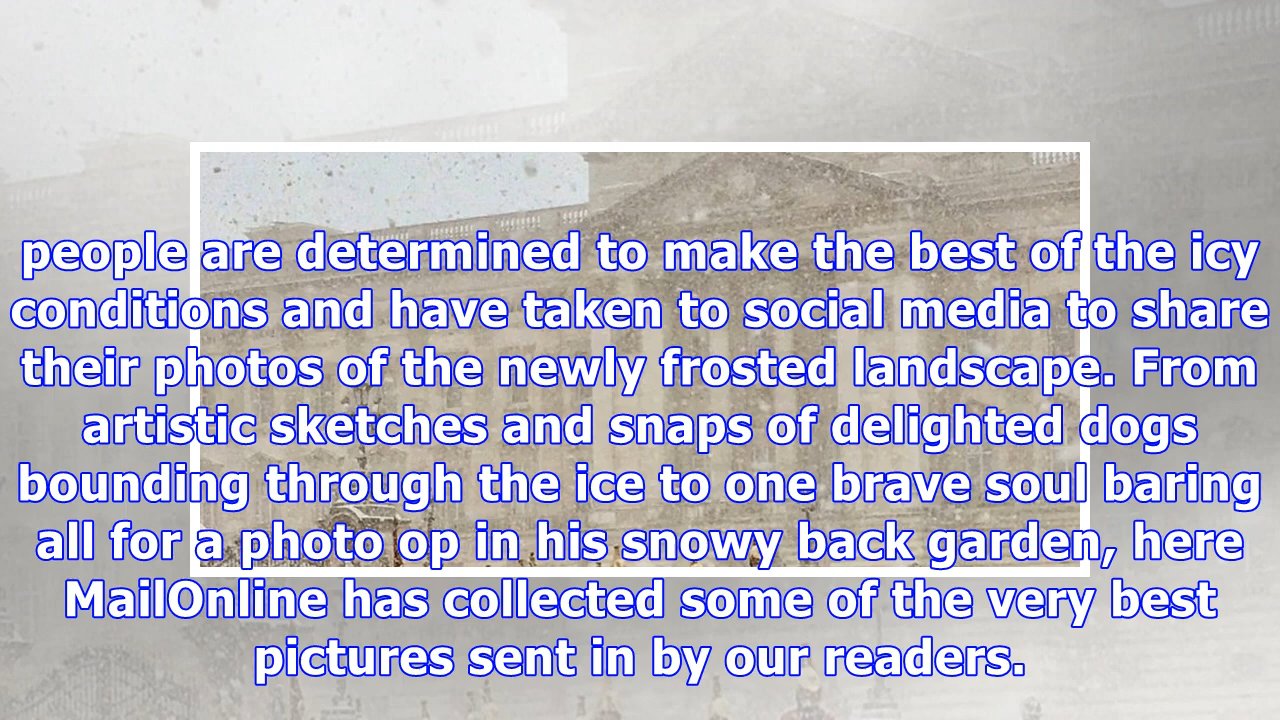 people are determined to make the best of the icy
conditions and have taken to social media to share
their photos of the newly frosted landscape. From
artistic sketches and snaps of delighted dogs
bounding through the ice to one brave soul baring
all for a photo op in his snowy back garden, here
MailOnline has collected some of the very best
pictures sent in by our readers.